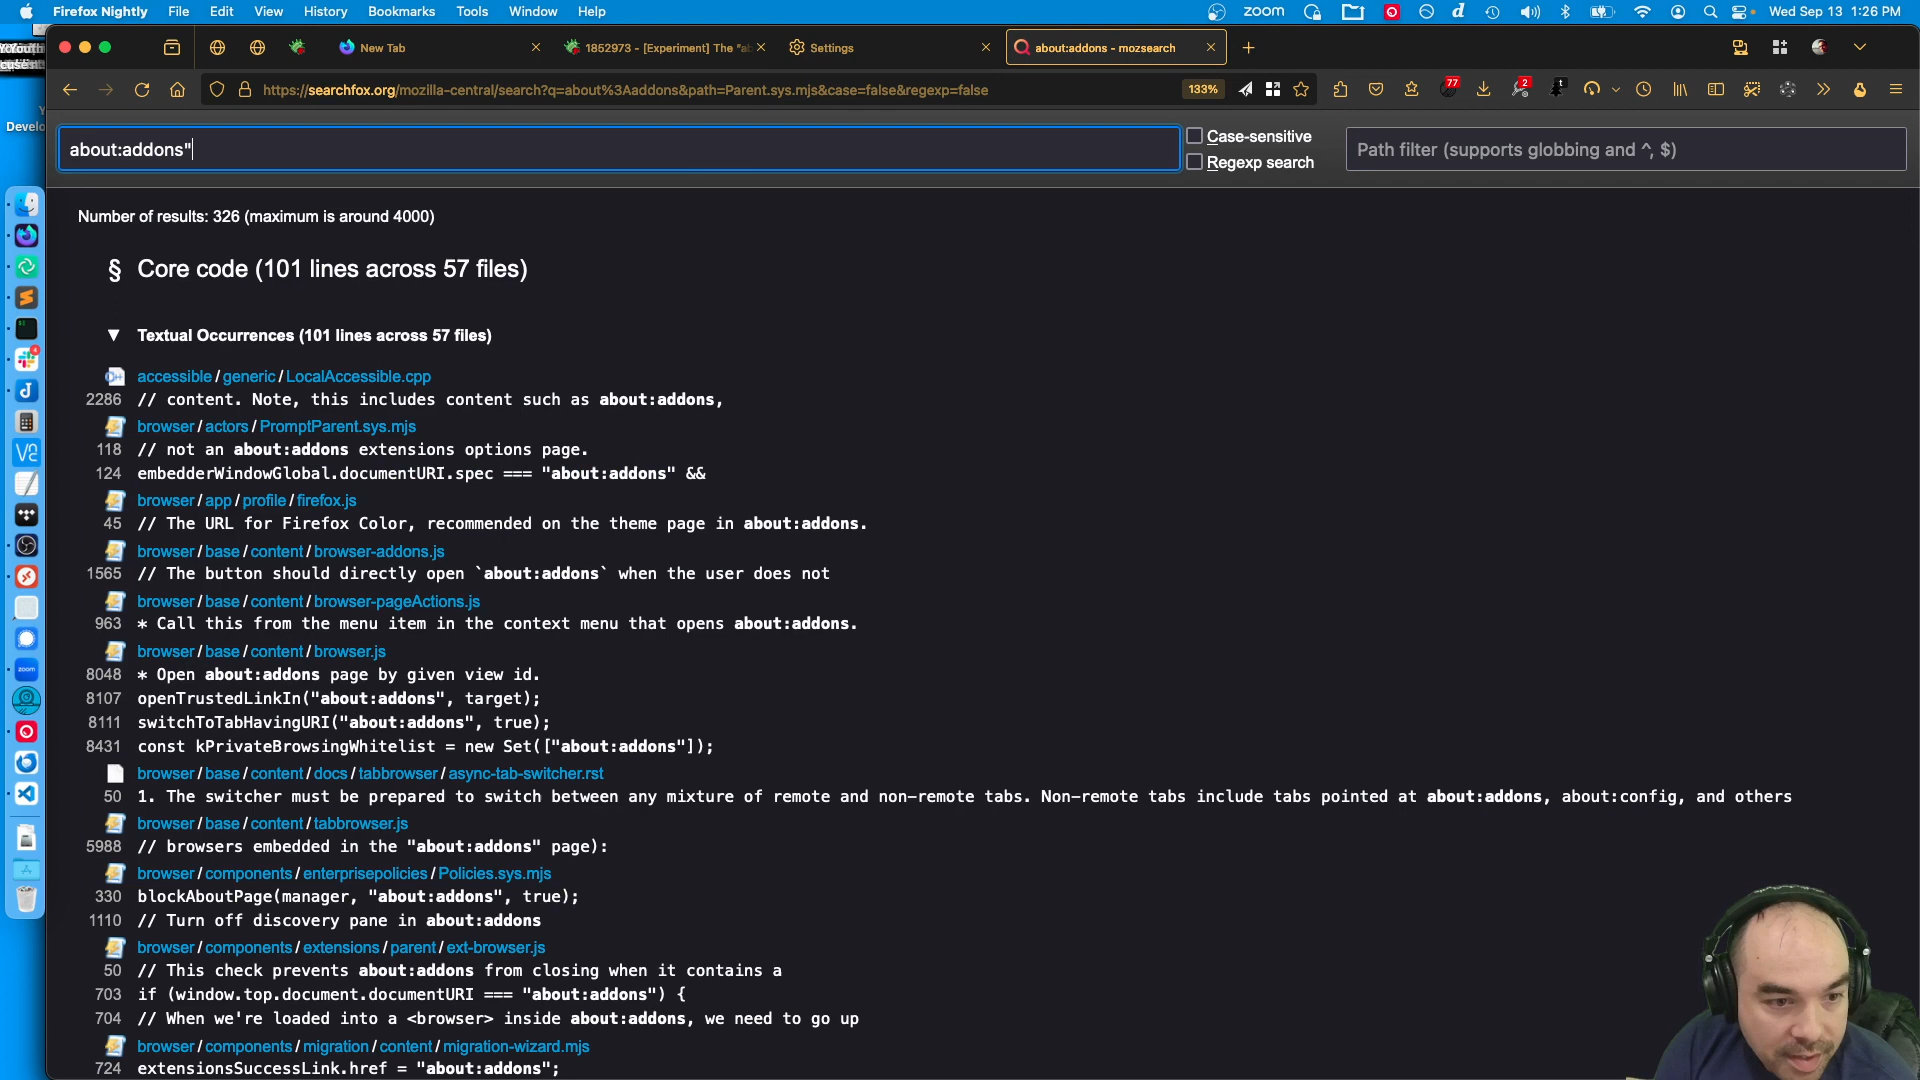 Firefox Nightly File Edit View History Bookmarks Tools Window Help
zoom
Wed Sep 13 1:26 PM
New Tab
1852973 - [Experiment] The "ab
Settings
about:addons - mozsearch
https://searchfox.org/mozilla-central/search?q=about%3Aaddons&path=Parent.sys.mjs&case=false&regexp=false
133%
77
2
Develo
about:addons"
Case-sensitive
Regexp search
Path filter (supports globbing and ^, $)
Number of results: 326 (maximum is around 4000)
§ Core code (101 lines across 57 files)
▼ Textual Occurrences (101 lines across 57 files)
accessible / generic / LocalAccessible.cpp
2286 // content. Note, this includes content such as about:addons,
browser / actors / PromptParent.sys.mjs
118 // not an about:addons extensions options page.
124 embedderWindowGlobal.documentURI.spec === "about:addons" &&
browser / app / profile / firefox.js
45 // The URL for Firefox Color, recommended on the theme page in about:addons.
browser / base / content / browser-addons.js
1565 // The button should directly open `about:addons` when the user does not
browser / base / content / browser-pageActions.js
963 * Call this from the menu item in the context menu that opens about:addons.
browser / base / content / browser.js
8048 * Open about:addons page by given view id.
8107 openTrustedLinkIn("about:addons", target);
8111 switchToTabHavingURI("about:addons", true);
8431 const kPrivateBrowsingWhitelist = new Set(["about:addons"]);
browser / base / content / docs / tabbrowser / async-tab-switcher.rst
50 1. The switcher must be prepared to switch between any mixture of remote and non-remote tabs. Non-remote tabs include tabs pointed at about:addons, about:config, and others
browser / base / content / tabbrowser.js
5988 // browsers embedded in the "about:addons" page):
browser / components / enterprisepolicies / Policies.sys.mjs
330 blockAboutPage(manager, "about:addons", true);
1110 // Turn off discovery pane in about:addons
browser / components / extensions / parent / ext-browser.js
50 // This check prevents about:addons from closing when it contains a
703 if (window.top.document.documentURI === "about:addons") {
704 // When we're loaded into a <browser> inside about:addons, we need to go up
browser / components / migration / content / migration-wizard.mjs
724 extensionsSuccessLink.href = "about:addons";